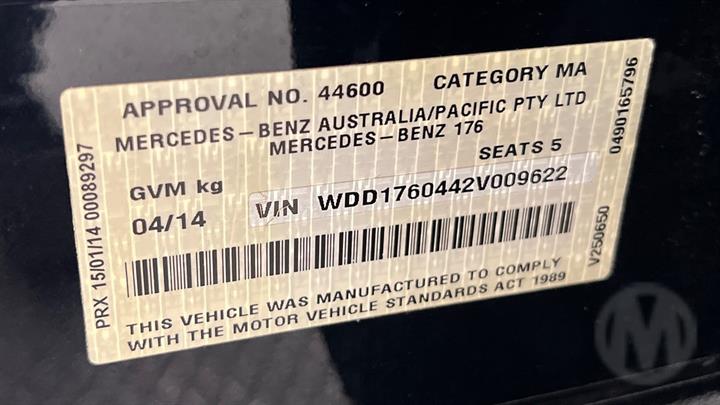 APPROVAL NO. 44600 CATEGORY MA
MERCEDES-BENZ AUSTRALIA/PACIFIC PTY LTD
MERCEDES-BENZ 176
SEATS 5
GVM kg
04/14
VIN WDD1760442V009622
THIS VEHICLE WAS MANUFACTURED TO COMPLY
WITH THE MOTOR VEHICLE STANDARDS ACT 1989
PRX 15/01/14 00089297
0490165796
V250650
M